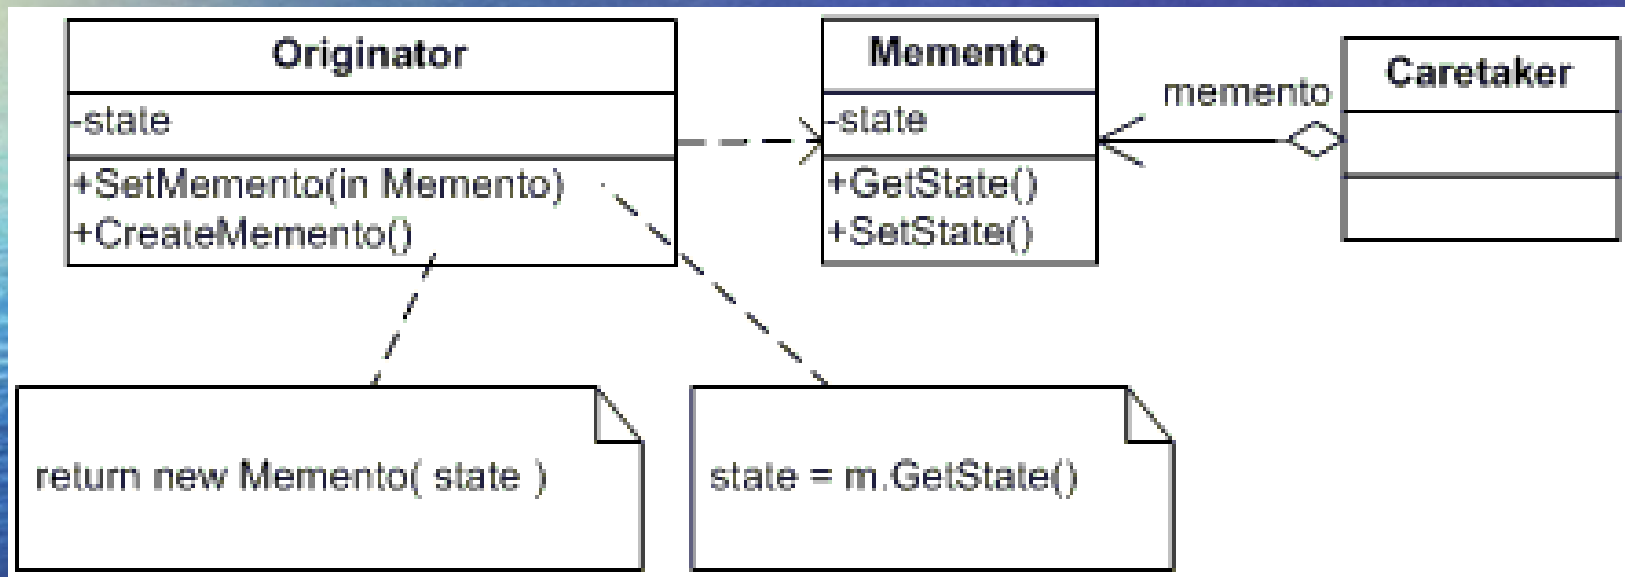 Originator
-state
+SetMemento(in Memento)
+CreateMemento()
Memento
-state
+GetState()
+SetState()
memento
Caretaker
return new Memento( state )
state = m.GetState()